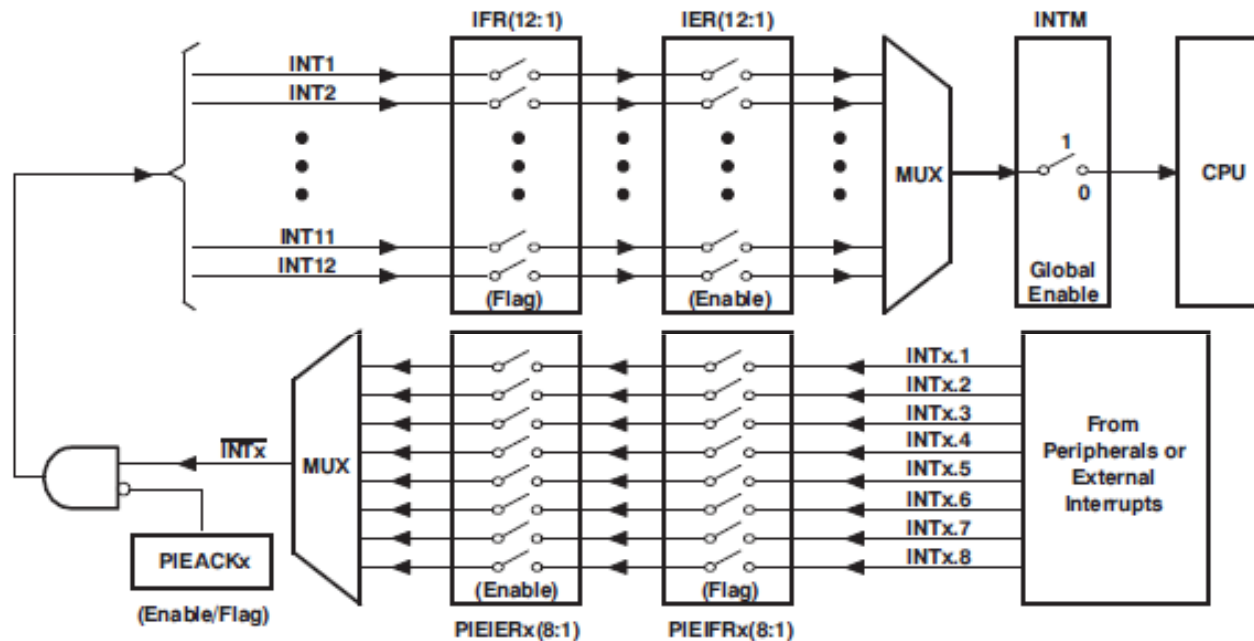 IFR(12:1)
IER(12:1)
INTM
INT1
INT2
1
MUX
CPU
0
INT11
INT12
(Flag)
(Enable)
Global
Enable
INTx.1
INTx.2
INTx.3
INTx.4
INTx.5
INTx.6
INTx.7
INTx.8
From
Peripherals or
External
Interrupts
INTx
MUX
PIEACKx
(Enable/Flag)
(Enable)
(Flag)
PIEIERx(8:1)
PIEIFRx(8:1)